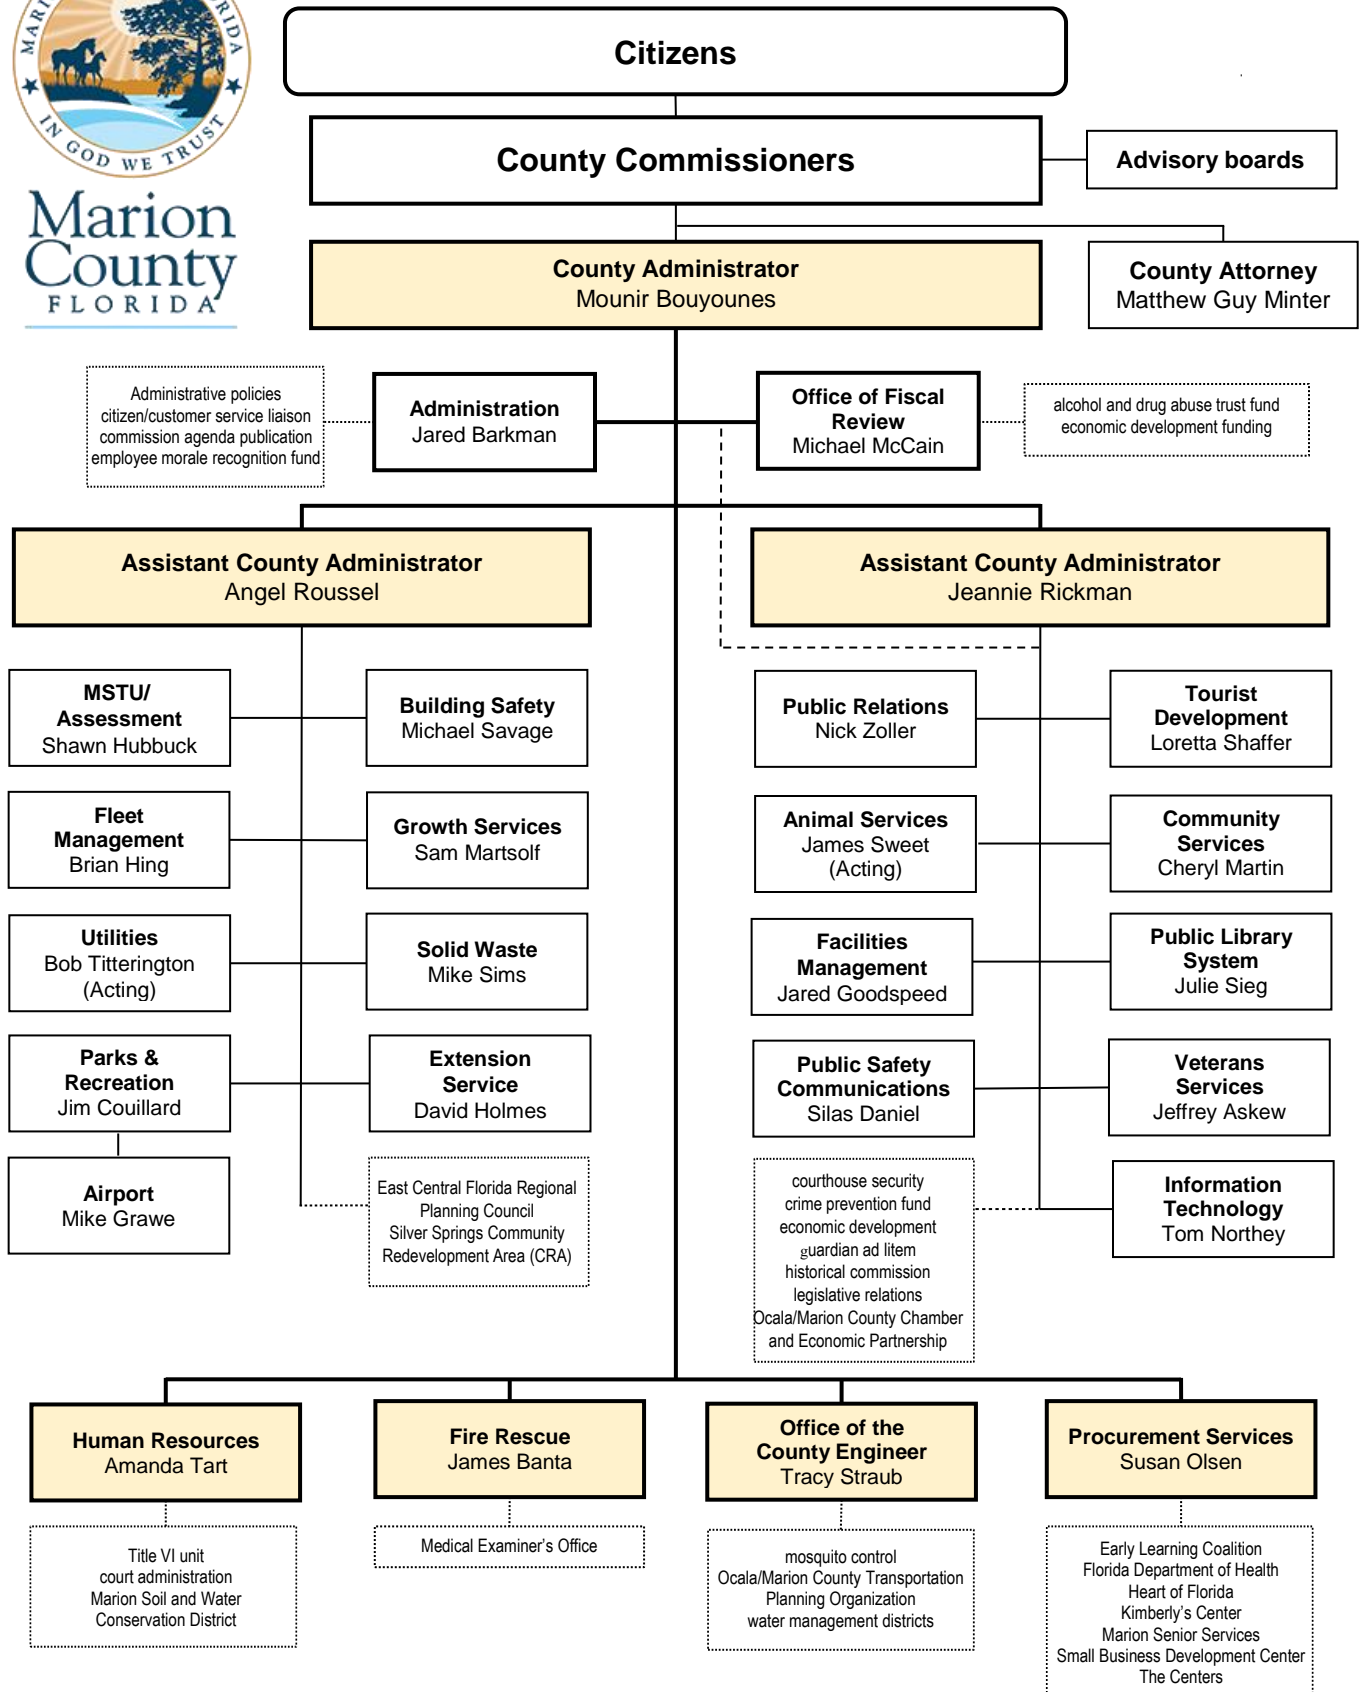 MARI
RIDA
IN GOD WE TRUST
Marion
County
FLORIDA
Citizens
County Commissioners
Advisory boards
County Administrator
Mounir Bouyounes
County Attorney
Matthew Guy Minter
Administrative policies
citizen/customer service liaison
commission agenda publication
employee morale recognition fund
Administration
Jared Barkman
Office of Fiscal
Review
Michael McCain
alcohol and drug abuse trust fund
economic development funding
Assistant County Administrator
Angel Roussel
Assistant County Administrator
Jeannie Rickman
MSTU/
Assessment
Shawn Hubbuck
Building Safety
Michael Savage
Public Relations
Nick Zoller
Tourist
Development
Loretta Shaffer
Fleet
Management
Brian Hing
Growth Services
Sam Martsolf
Animal Services
James Sweet
(Acting)
Community
Services
Cheryl Martin
Utilities
Bob Titterington
(Acting)
Solid Waste
Mike Sims
Facilities
Management
Jared Goodspeed
Public Library
System
Julie Sieg
Parks &
Recreation
Jim Couillard
Extension
Service
David Holmes
Public Safety
Communications
Silas Daniel
Veterans
Services
Jeffrey Askew
Airport
Mike Grawe
East Central Florida Regional
Planning Council
Silver Springs Community
Redevelopment Area (CRA)
courthouse security
crime prevention fund
economic development
guardian ad litem
historical commission
legislative relations
Ocala/Marion County Chamber
and Economic Partnership
Information
Technology
Tom Northey
Human Resources
Amanda Tart
Fire Rescue
James Banta
Office of the
County Engineer
Tracy Straub
Procurement Services
Susan Olsen
Title VI unit
court administration
Marion Soil and Water
Conservation District
Medical Examiner's Office
mosquito control
Ocala/Marion County Transportation
Planning Organization
water management districts
Early Learning Coalition
Florida Department of Health
Heart of Florida
Kimberly's Center
Marion Senior Services
Small Business Development Center
The Centers